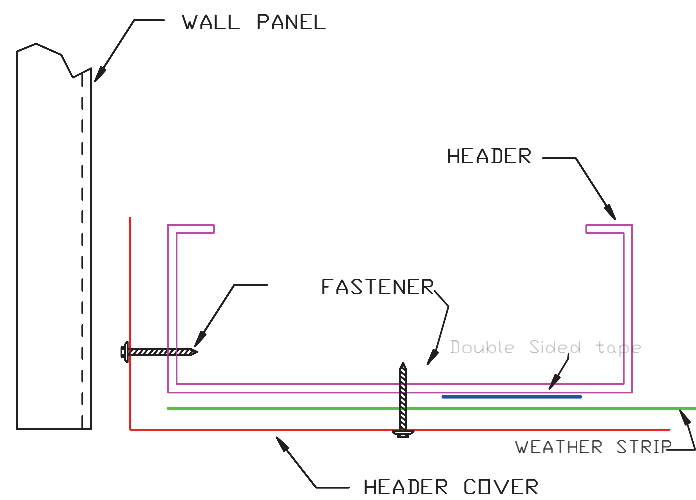 WALL PANEL
HEADER
FASTENER
Double Sided tape
WEATHER STRIP
HEADER COVER